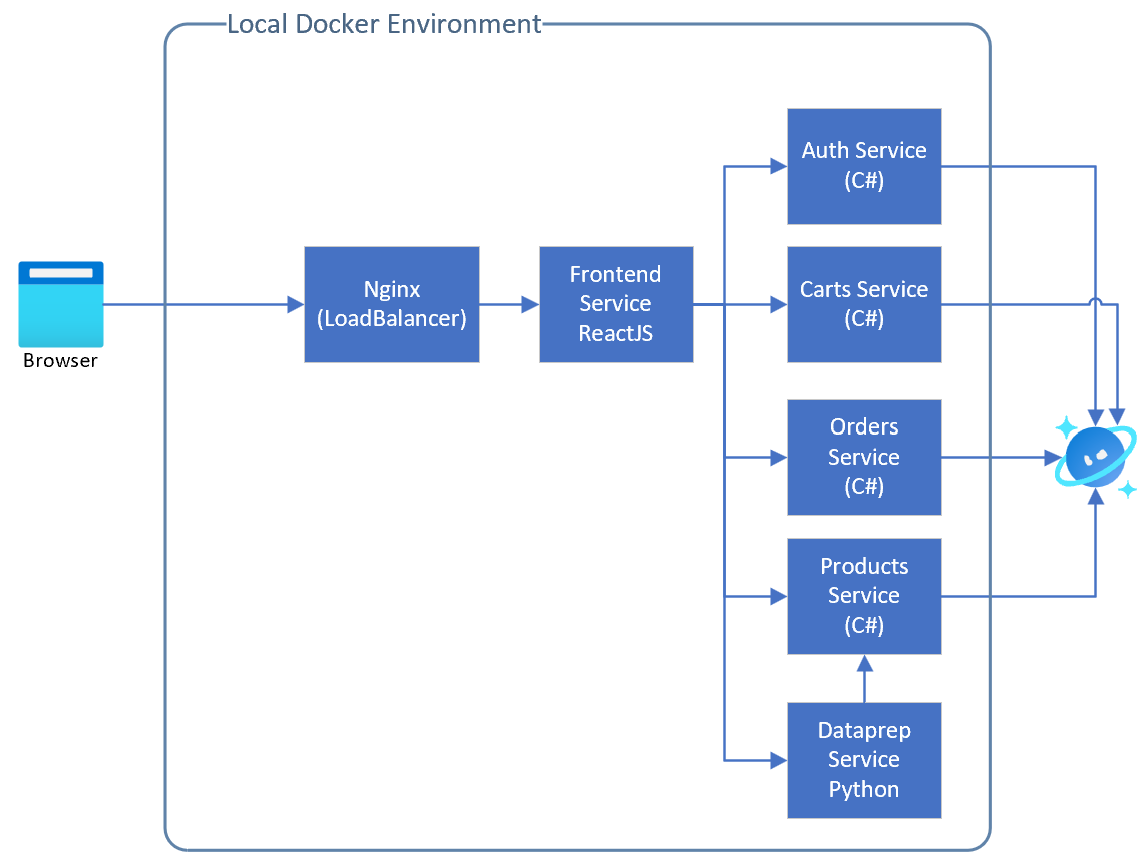 Local Docker Environment
Auth Service
(C#)
Nginx
(LoadBalancer)
Frontend
Service
ReactJS
Carts Service
(C#)
Browser
Orders
Service
(C#)
Products
Service
(C#)
Dataprep
Service
Python